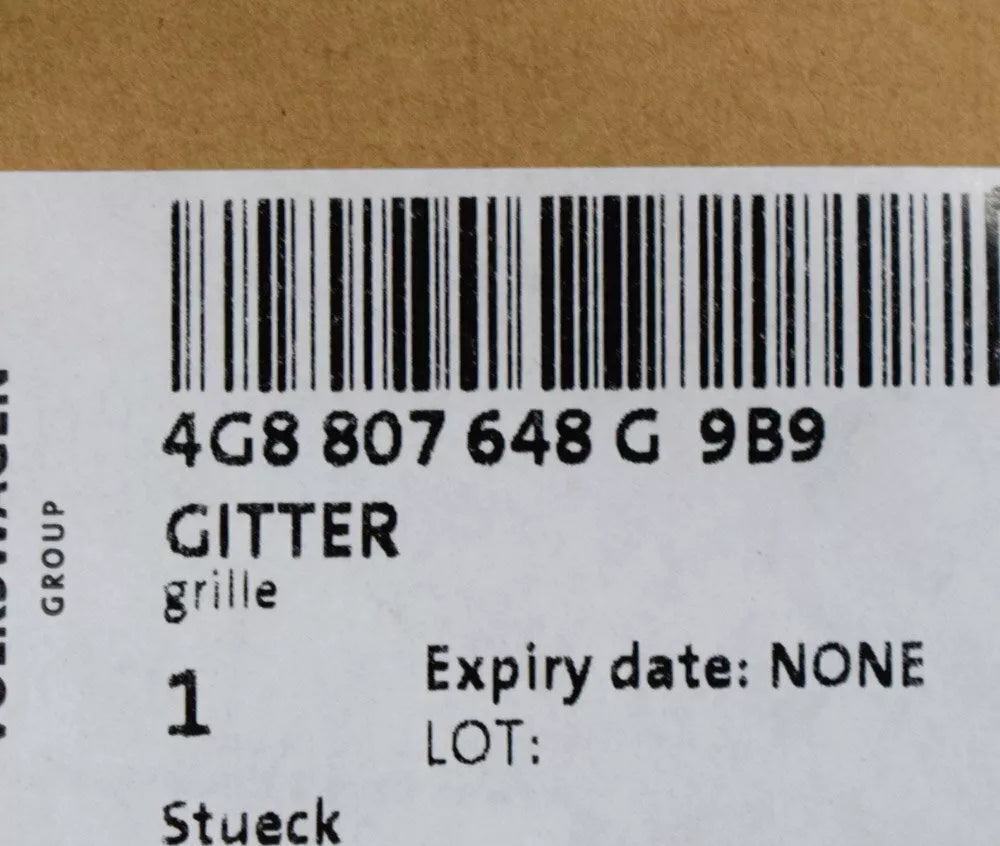 4G8 807 648 G 9B9
GITTER
grille
1
Expiry date: NONE
LOT:
Stueck
GROUP